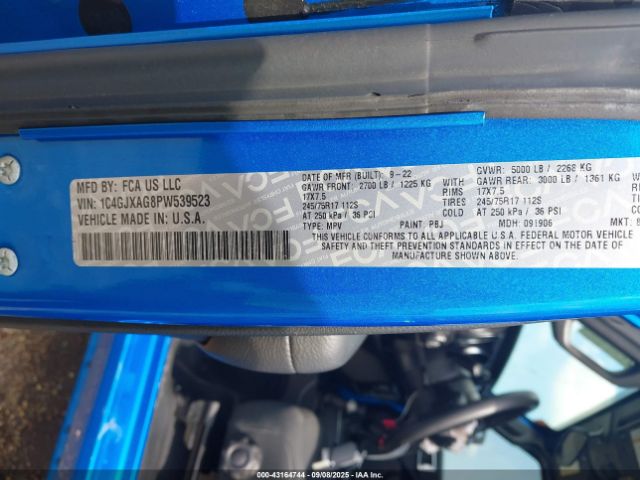 MFD BY: FCA US LLC
VIN: 1C4GJXAG8PW539523
VEHICLE MADE IN U.S.A.
DATE OF MFR (BUILT): 9-22 GVWR: 5000 LB / 2268 KG
GAWR FRONT: 2700 LB / 1225 KG WITH GAWR REAR: 3000 LB / 1361 KG WITH
17X7.5 RIMS 17X7.5
245/75R17 112S TIRES 245/75R17 112S
AT 250 kPa / 36 PSI COLD AT 250 kPa / 36 PSI
TYPE: MPV PAINT: PBJ MDH: 091906 MKT:
THIS VEHICLE CONFORMS TO ALL APPLICABLE U.S.A. FEDERAL MOTOR VEHICLE
SAFETY AND THEFT PREVENTION STANDARDS IN EFFECT ON THE DATE OF
MANUFACTURE SHOWN ABOVE.
000-43164744 - 09/08/2025 - IAAI.COM